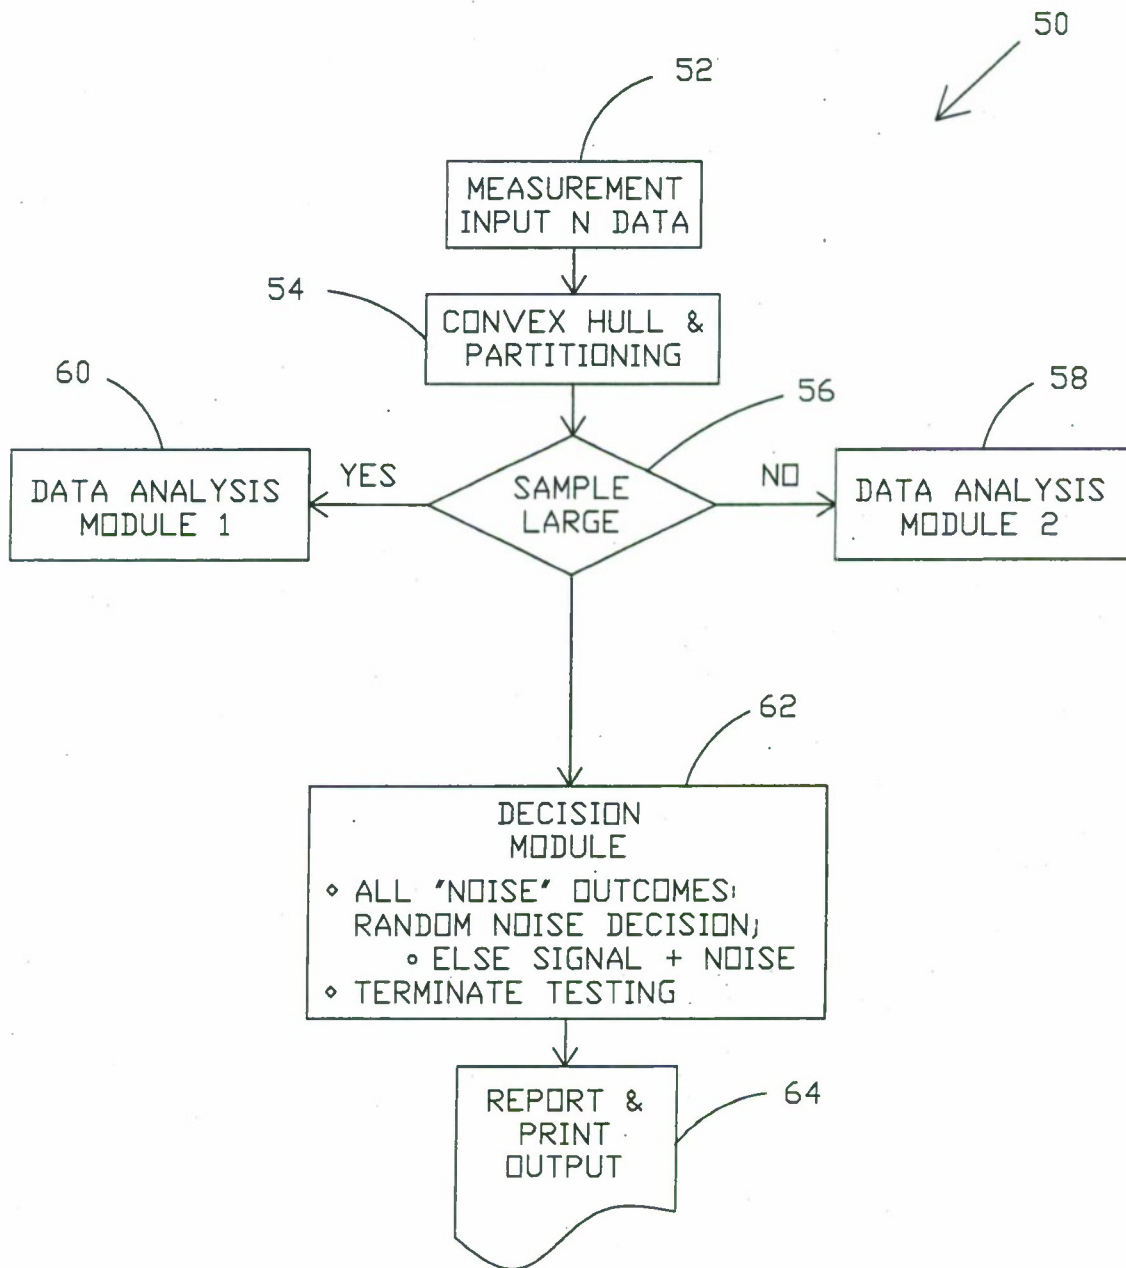 50
52
MEASUREMENT
INPUT N DATA
54
CONVEX HULL &
PARTITIONING
60
56
58
DATA ANALYSIS
MODULE 1
YES
SAMPLE
LARGE
NO
DATA ANALYSIS
MODULE 2
62
DECISION
MODULE
⋄ ALL "NOISE" OUTCOMES:
RANDOM NOISE DECISION;
∘ ELSE SIGNAL + NOISE
⋄ TERMINATE TESTING
64
REPORT &
PRINT
OUTPUT